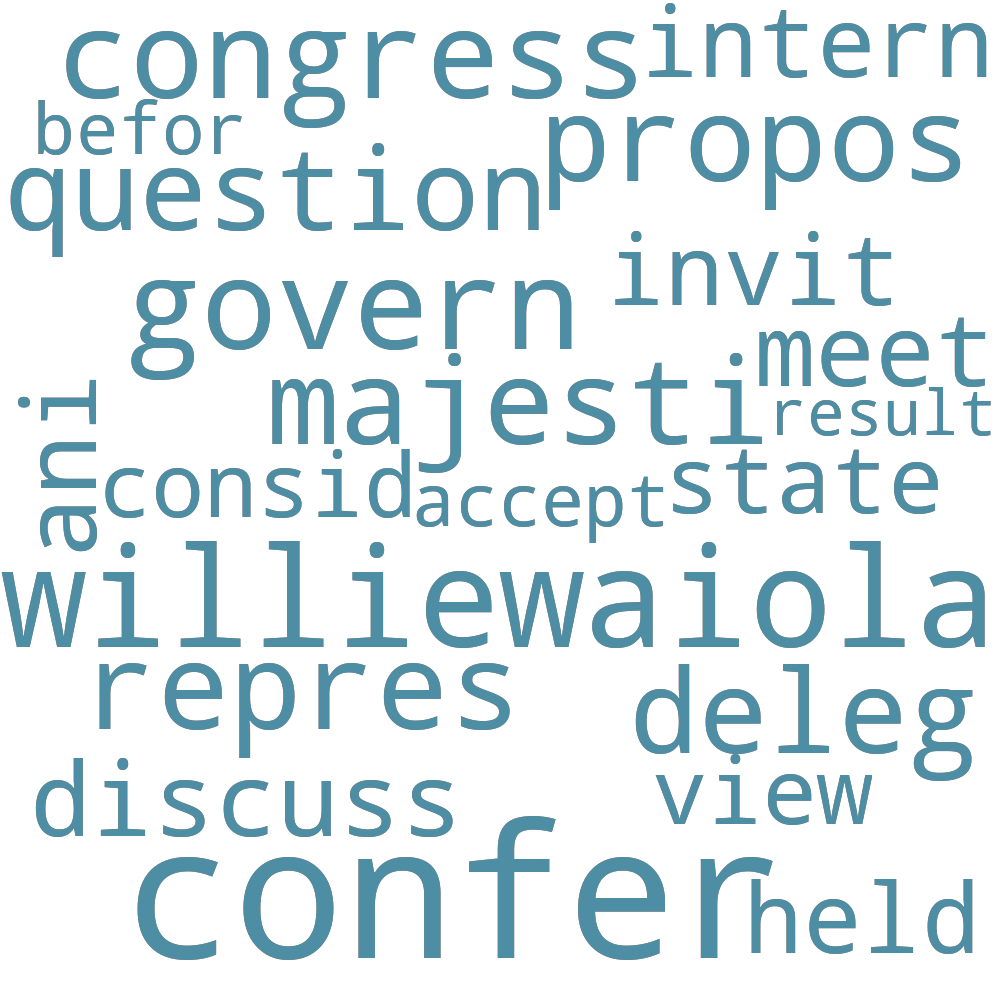 congress
intern
befor
propos
question
invit
govern
meet
majesti
result
ani
consid
accept
state
williewaiola
repres
deleg
discuss
view
confer
held